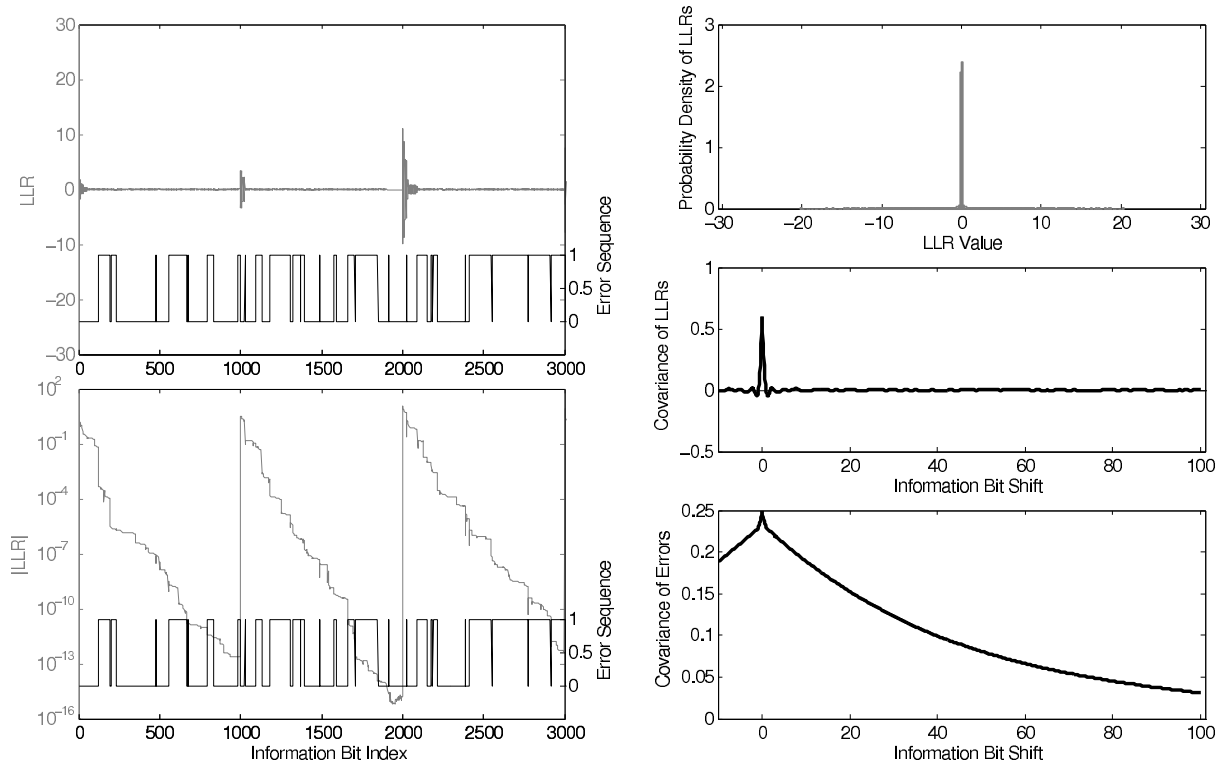 30
20
10
0
−10
−20
−30
LLR
1
0.5
0
Error Sequence
0 500 1000 1500 2000 2500 3000
10^2
10^−1
10^−4
10^−7
10^−10
10^−13
10^−16
|LLR|
1
0.5
0
Error Sequence
0 500 1000 1500 2000 2500 3000
Information Bit Index
3
2
1
0
Probability Density of LLRs
−30 −20 −10 0 10 20 30
LLR Value
1
0.5
0
−0.5
Covariance of LLRs
0 20 40 60 80 100
Information Bit Shift
0.25
0.2
0.15
0.1
0.05
0
Covariance of Errors
0 20 40 60 80 100
Information Bit Shift